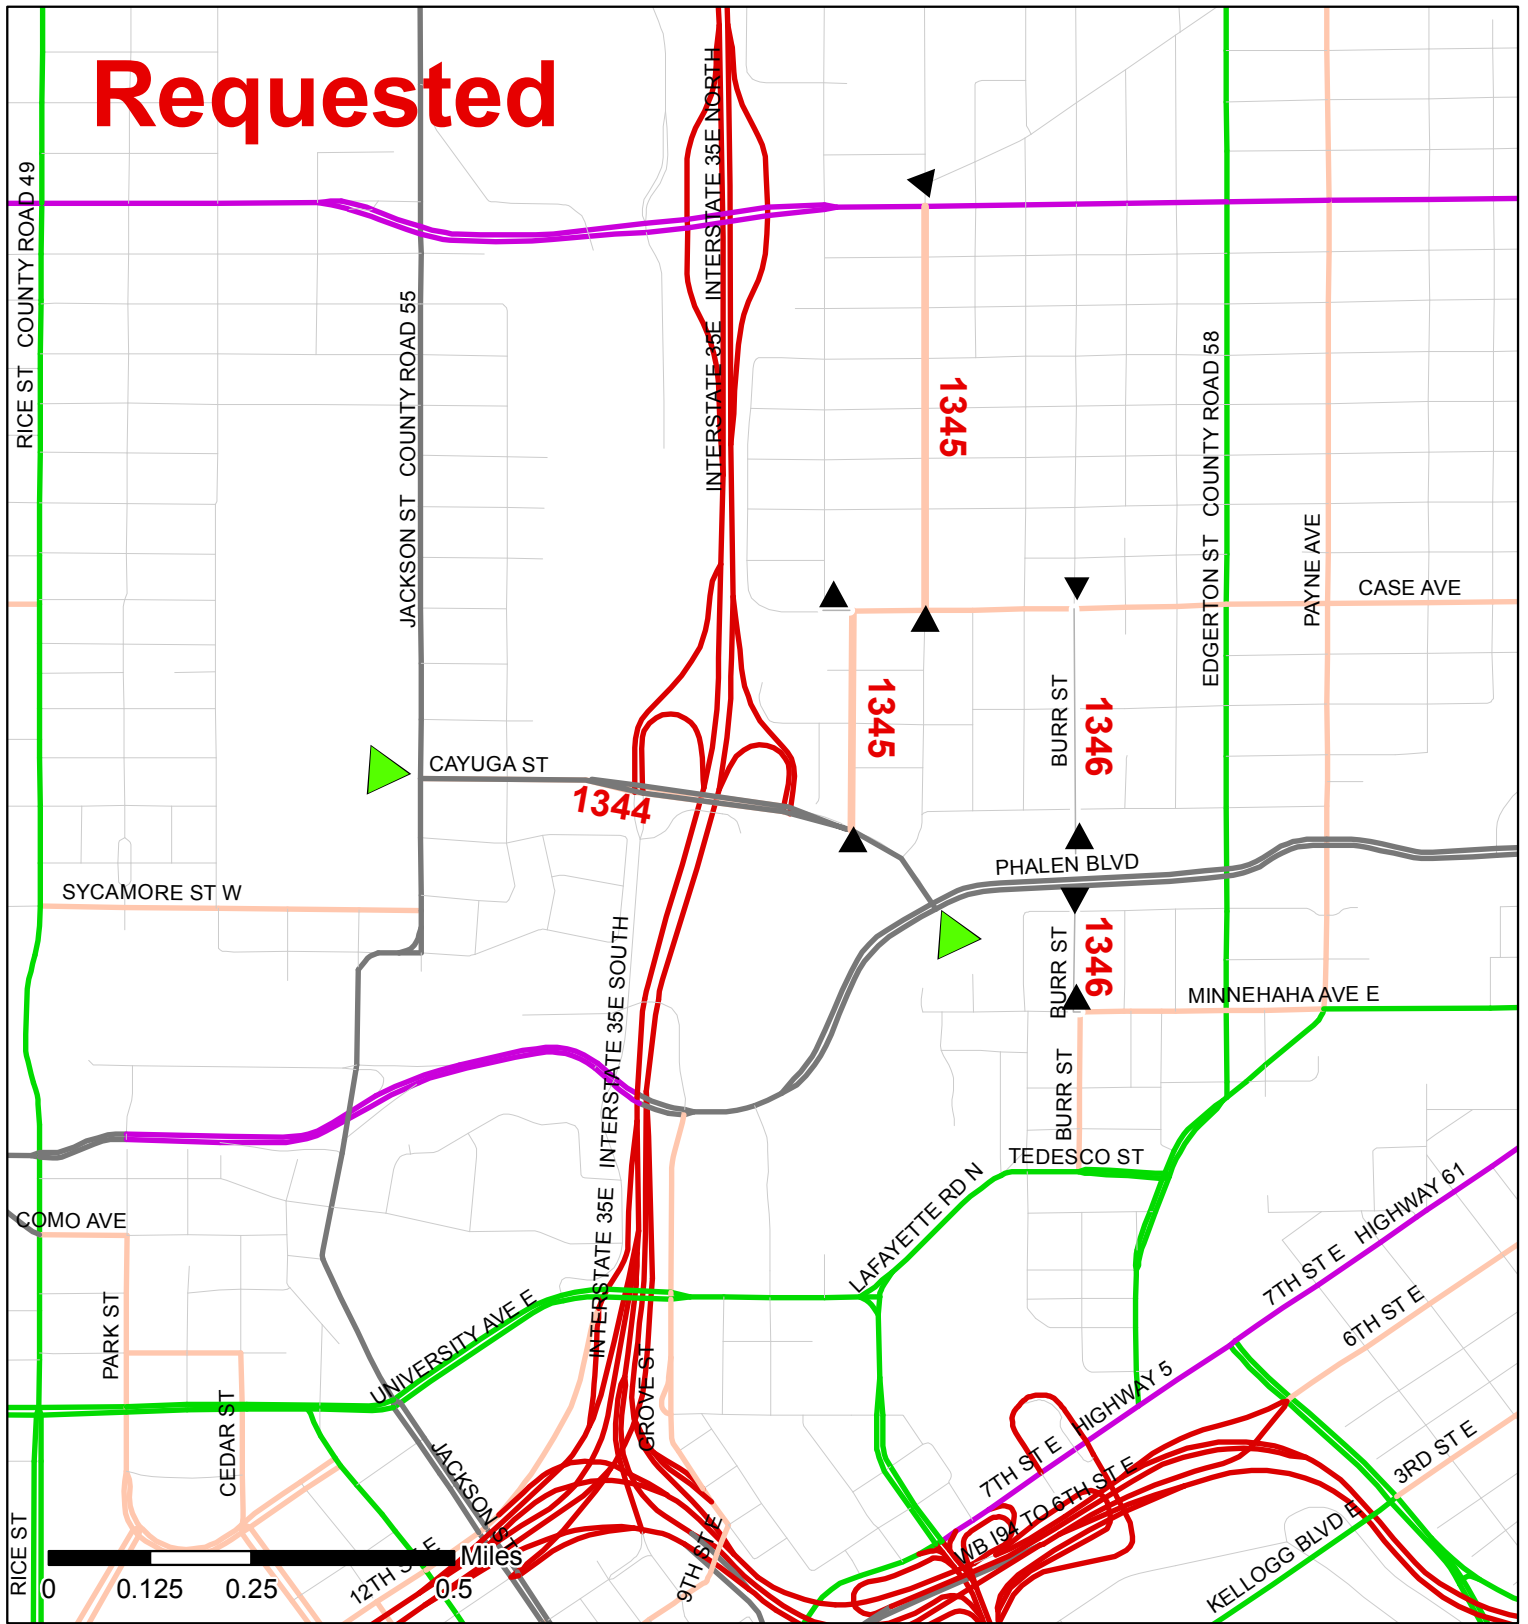 Requested
RICE ST   COUNTY ROAD 49
JACKSON ST   COUNTY ROAD 55
INTERSTATE 35E   INTERSTATE 35E NORTH
1345
EDGERTON ST   COUNTY ROAD 58
PAYNE AVE
CASE AVE
1345
BURR ST
1346
CAYUGA ST
1344
PHALEN BLVD
SYCAMORE ST W
BURR ST
1346
MINNEHAHA AVE E
INTERSTATE 35E   INTERSTATE 35E SOUTH
BURR ST
TEDESCO ST
LAFAYETTE RD N
COMO AVE
PARK ST
UNIVERSITY AVE E
7TH ST E   HIGHWAY 61
6TH ST E
GROVE ST
CEDAR ST
JACKSON ST
7TH ST E   HIGHWAY 5
3RD ST E
WB I94 TO 6TH ST E
KELLOGG BLVD E
RICE ST
12TH ST E
9TH ST E
Miles
0   0.125   0.25   0.5